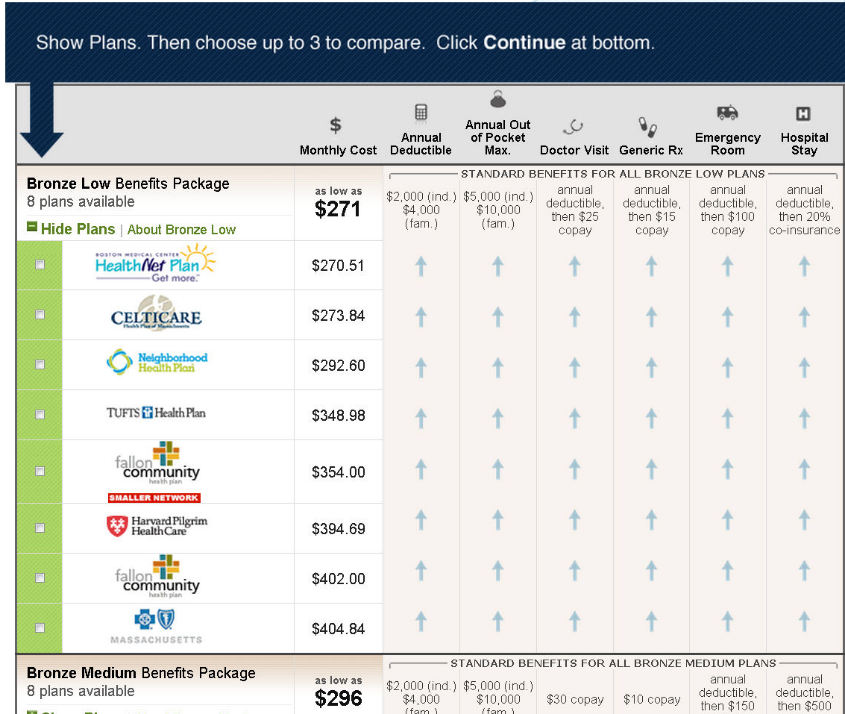 Show Plans. Then choose up to 3 to compare. Click Continue at bottom.
Monthly Cost
Annual
Deductible
Annual Out
of Pocket
Max.
Doctor Visit
Generic Rx
Emergency
Room
Hospital
Stay
Bronze Low Benefits Package
8 plans available
Hide Plans | About Bronze Low
as low as
$271
STANDARD BENEFITS FOR ALL BRONZE LOW PLANS
$2,000 (ind.)
$4,000
(fam.)
$5,000 (ind.)
$10,000
(fam.)
annual
deductible,
then $25
copay
annual
deductible,
then $15
copay
annual
deductible,
then $100
copay
annual
deductible,
then 20%
co-insurance
BOSTON MEDICAL CENTER
HealthNet Plan
Get more.™
$270.51
CELTICARE
Health Plan of Massachusetts
$273.84
Neighborhood
Health Plan
$292.60
TUFTS Health Plan
$348.98
fallon
community
health plan
SMALLER NETWORK
$354.00
Harvard Pilgrim
HealthCare
$394.69
fallon
community
health plan
$402.00
MASSACHUSETTS
$404.84
Bronze Medium Benefits Package
8 plans available
as low as
$296
STANDARD BENEFITS FOR ALL BRONZE MEDIUM PLANS
$2,000 (ind.)
$4,000
(fam.)
$5,000 (ind.)
$10,000
(fam.)
$30 copay
$10 copay
annual
deductible,
then $150
annual
deductible,
then $500